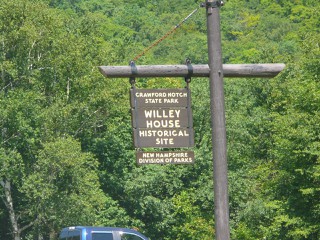 CRAWFORD NOTCH
STATE PARK
WILLEY
HOUSE
HISTORICAL
SITE
NEW HAMPSHIRE
DIVISION OF PARKS